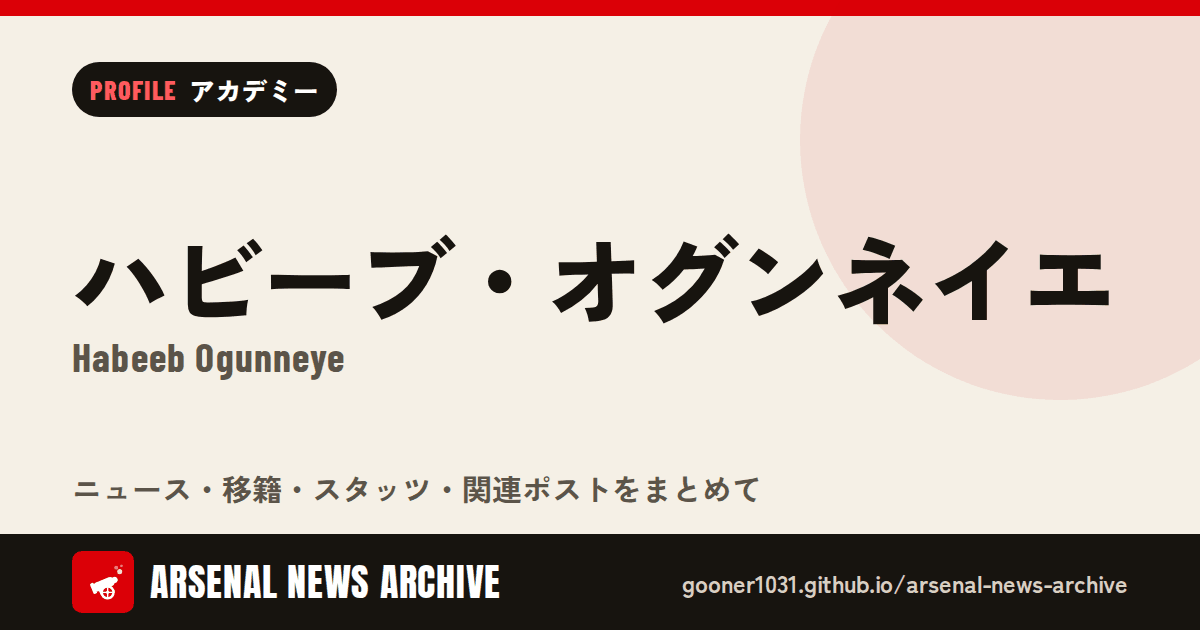 PROFILE アカデミー
ハビーブ・オグンネイエ
Habeeb Ogunneye
ニュース・移籍・スタッツ・関連ポストをまとめて
ARSENAL NEWS ARCHIVE
gooner1031.github.io/arsenal-news-archive